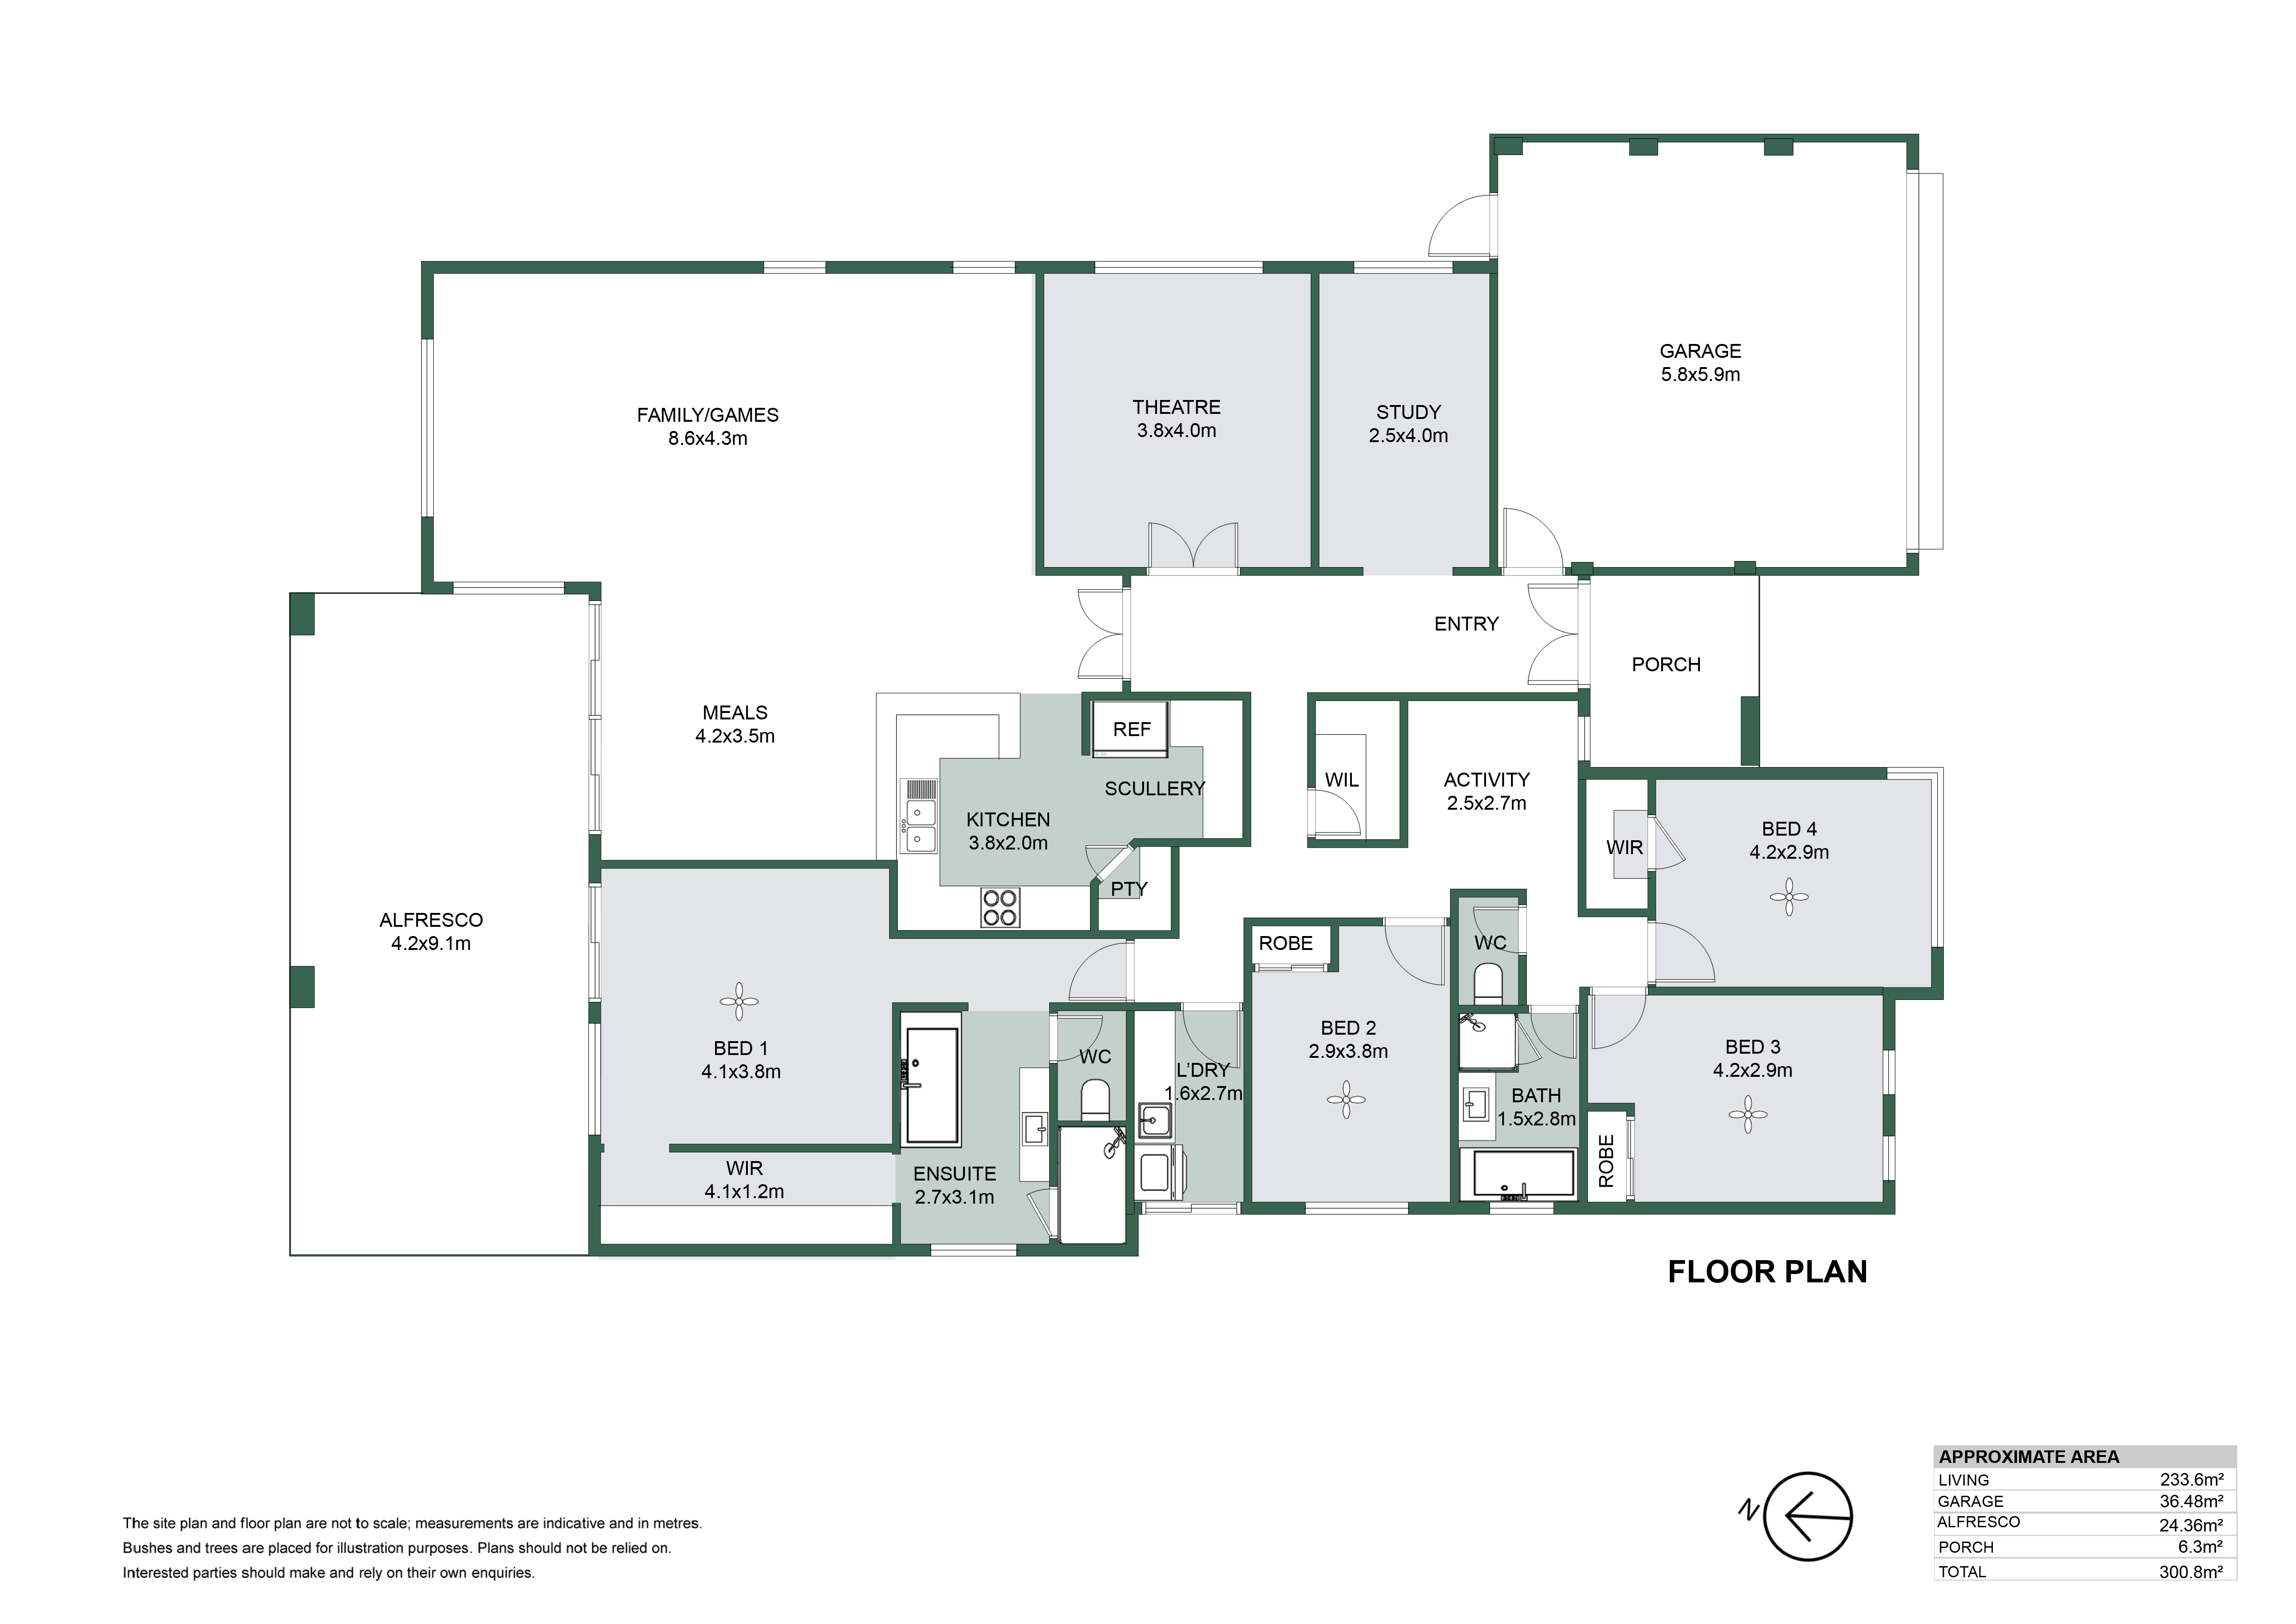 GARAGE
5.8x5.9m
FAMILY/GAMES
8.6x4.3m
THEATRE
3.8x4.0m
STUDY
2.5x4.0m
ENTRY
PORCH
MEALS
4.2x3.5m
REF
SCULLERY
WIL
ACTIVITY
2.5x2.7m
KITCHEN
3.8x2.0m
WIR
BED 4
4.2x2.9m
PTY
ALFRESCO
4.2x9.1m
ROBE
WC
BED 1
4.1x3.8m
WC
L'DRY
1.6x2.7m
BED 2
2.9x3.8m
BATH
1.5x2.8m
BED 3
4.2x2.9m
ROBE
WIR
4.1x1.2m
ENSUITE
2.7x3.1m
FLOOR PLAN
N
APPROXIMATE AREA
LIVING 233.6m²
GARAGE 36.48m²
ALFRESCO 24.36m²
PORCH 6.3m²
TOTAL 300.8m²
The site plan and floor plan are not to scale; measurements are indicative and in metres.
Bushes and trees are placed for illustration purposes. Plans should not be relied on.
Interested parties should make and rely on their own enquiries.